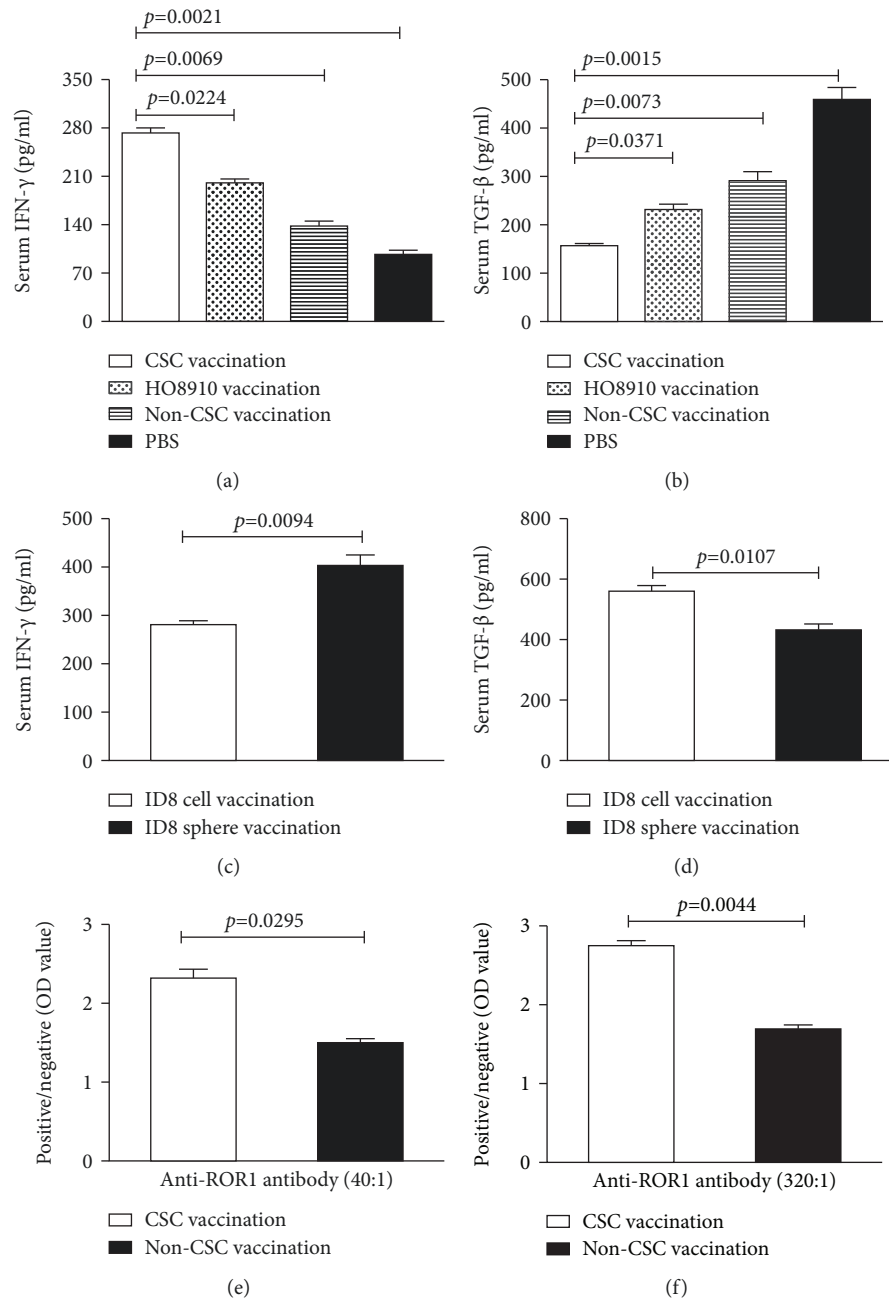 p=0.0021
p=0.0069
p=0.0224
Serum IFN-γ (pg/ml)
350
280
210
140
70
0
CSC vaccination
HO8910 vaccination
Non-CSC vaccination
PBS
(a)
p=0.0015
p=0.0073
p=0.0371
Serum TGF-β (pg/ml)
500
400
300
200
100
0
CSC vaccination
HO8910 vaccination
Non-CSC vaccination
PBS
(b)
p=0.0094
Serum IFN-γ (pg/ml)
500
400
300
200
100
0
ID8 cell vaccination
ID8 sphere vaccination
(c)
p=0.0107
Serum TGF-β (pg/ml)
800
600
400
200
0
ID8 cell vaccination
ID8 sphere vaccination
(d)
p=0.0295
Positive/negative (OD value)
3
2
1
0
Anti-ROR1 antibody (40:1)
CSC vaccination
Non-CSC vaccination
(e)
p=0.0044
Positive/negative (OD value)
3
2
1
0
Anti-ROR1 antibody (320:1)
CSC vaccination
Non-CSC vaccination
(f)